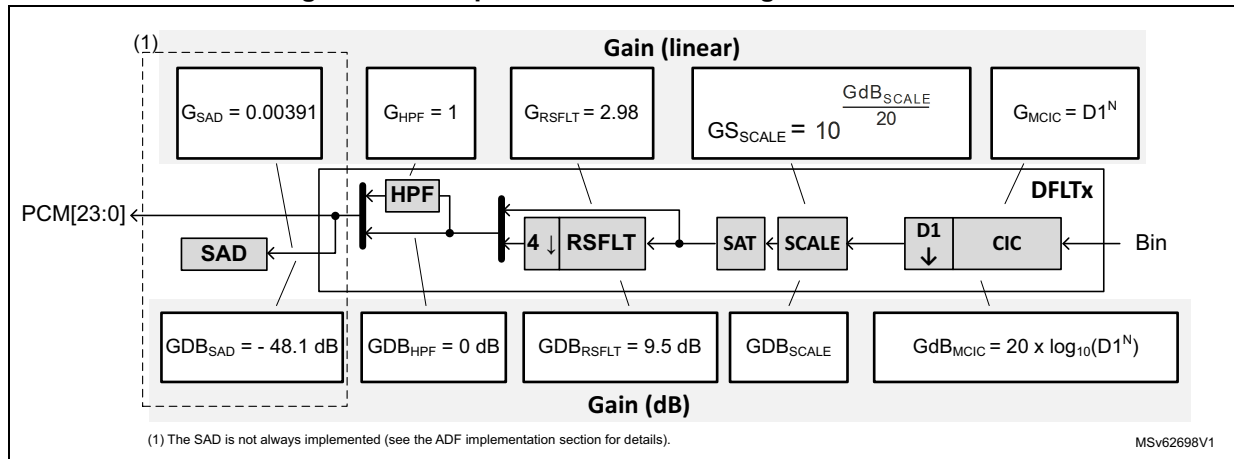 (1)
Gain (linear)
G_SAD = 0.00391
G_HPF = 1
G_RSFLT = 2.98
GS_SCALE = 10^(GdB_SCALE / 20)
G_MCIC = D1^N
DFLTx
PCM[23:0]
HPF
SAD
4 ↓ RSFLT
SAT
SCALE
D1 ↓
CIC
Bin
GDB_SAD = - 48.1 dB
GDB_HPF = 0 dB
GDB_RSFLT = 9.5 dB
GDB_SCALE
GdB_MCIC = 20 x log_10(D1^N)
Gain (dB)
(1) The SAD is not always implemented (see the ADF implementation section for details).
MSv62698V1